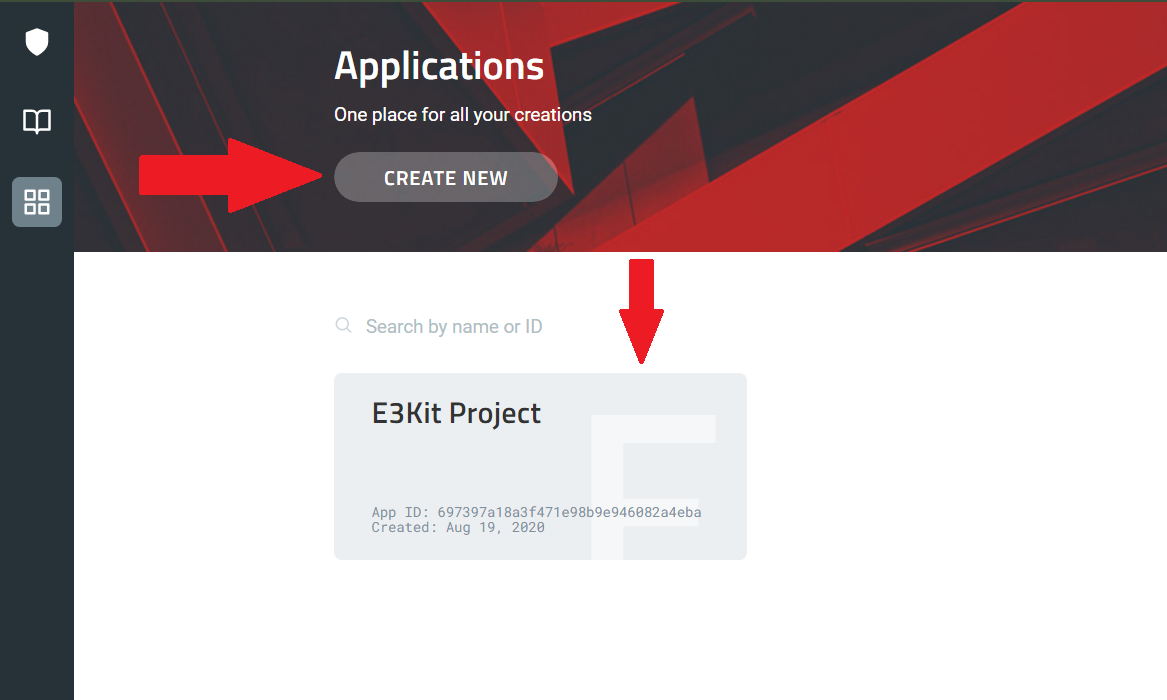 Applications
One place for all your creations
CREATE NEW
Search by name or ID
E3Kit Project
App ID: 697397a18a3f471e98b9e946082a4eba
Created: Aug 19, 2020
E